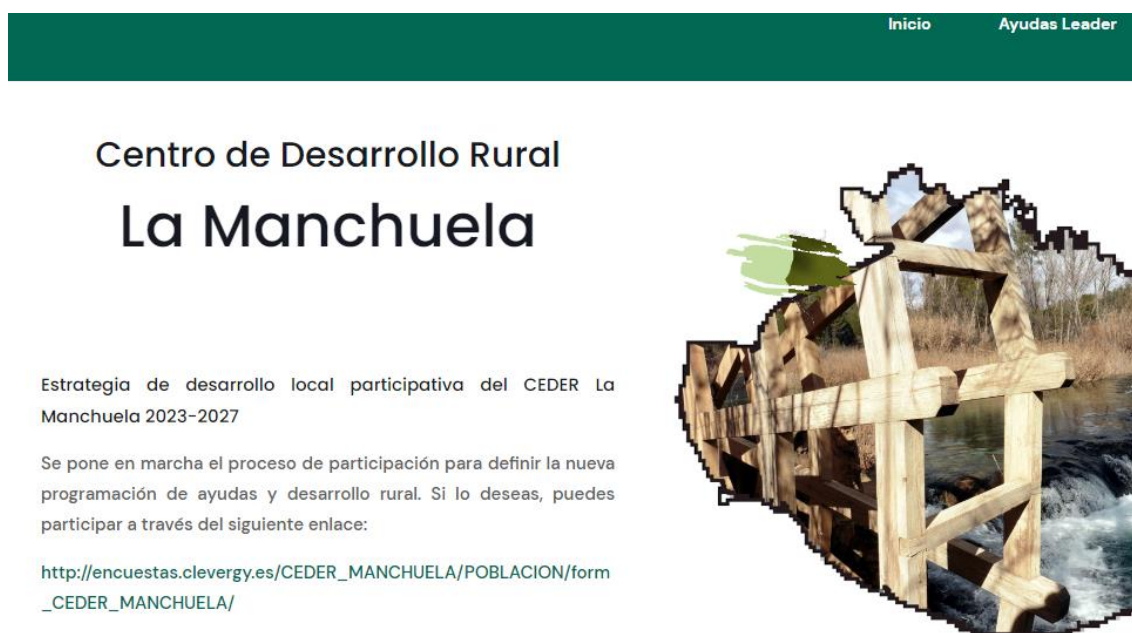 Inicio Ayudas Leader
Centro de Desarrollo Rural
La Manchuela
Estrategia de desarrollo local participativa del CEDER La
Manchuela 2023-2027
Se pone en marcha el proceso de participación para definir la nueva
programación de ayudas y desarrollo rural. Si lo deseas, puedes
participar a través del siguiente enlace:
http://encuestas.clevergy.es/CEDER_MANCHUELA/POBLACION/form
_CEDER_MANCHUELA/